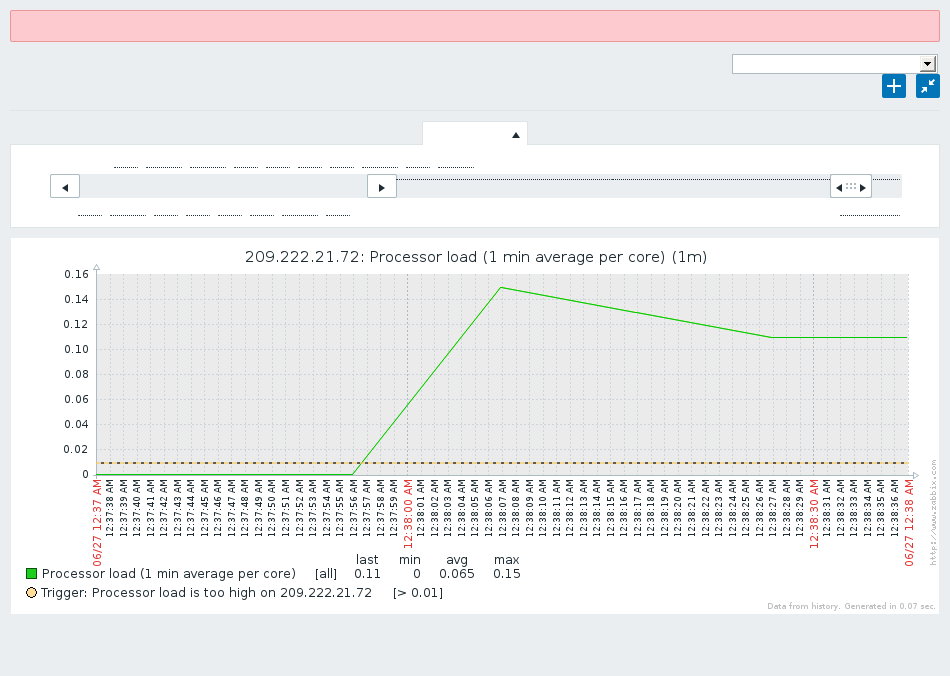 209.222.21.72: Processor load (1 min average per core) (1m)
0.16
0.14
0.12
0.10
0.08
0.06
0.04
0.02
0
06/27 12:37 AM
12:37:38 AM
12:37:39 AM
12:37:40 AM
12:37:41 AM
12:37:42 AM
12:37:43 AM
12:37:44 AM
12:37:45 AM
12:37:46 AM
12:37:47 AM
12:37:48 AM
12:37:49 AM
12:37:50 AM
12:37:51 AM
12:37:52 AM
12:37:53 AM
12:37:54 AM
12:37:55 AM
12:37:56 AM
12:37:57 AM
12:37:58 AM
12:37:59 AM
12:38:00 AM
12:38:01 AM
12:38:02 AM
12:38:03 AM
12:38:04 AM
12:38:05 AM
12:38:06 AM
12:38:07 AM
12:38:08 AM
12:38:09 AM
12:38:10 AM
12:38:11 AM
12:38:12 AM
12:38:13 AM
12:38:14 AM
12:38:15 AM
12:38:16 AM
12:38:17 AM
12:38:18 AM
12:38:19 AM
12:38:20 AM
12:38:21 AM
12:38:22 AM
12:38:23 AM
12:38:24 AM
12:38:25 AM
12:38:26 AM
12:38:27 AM
12:38:28 AM
12:38:29 AM
12:38:30 AM
12:38:31 AM
12:38:32 AM
12:38:33 AM
12:38:34 AM
12:38:35 AM
12:38:36 AM
06/27 12:38 AM
http://www.zabbix.com
last min avg max
Processor load (1 min average per core) [all] 0.11 0 0.065 0.15
Trigger: Processor load is too high on 209.222.21.72 [> 0.01]
Data from history. Generated in 0.07 sec.